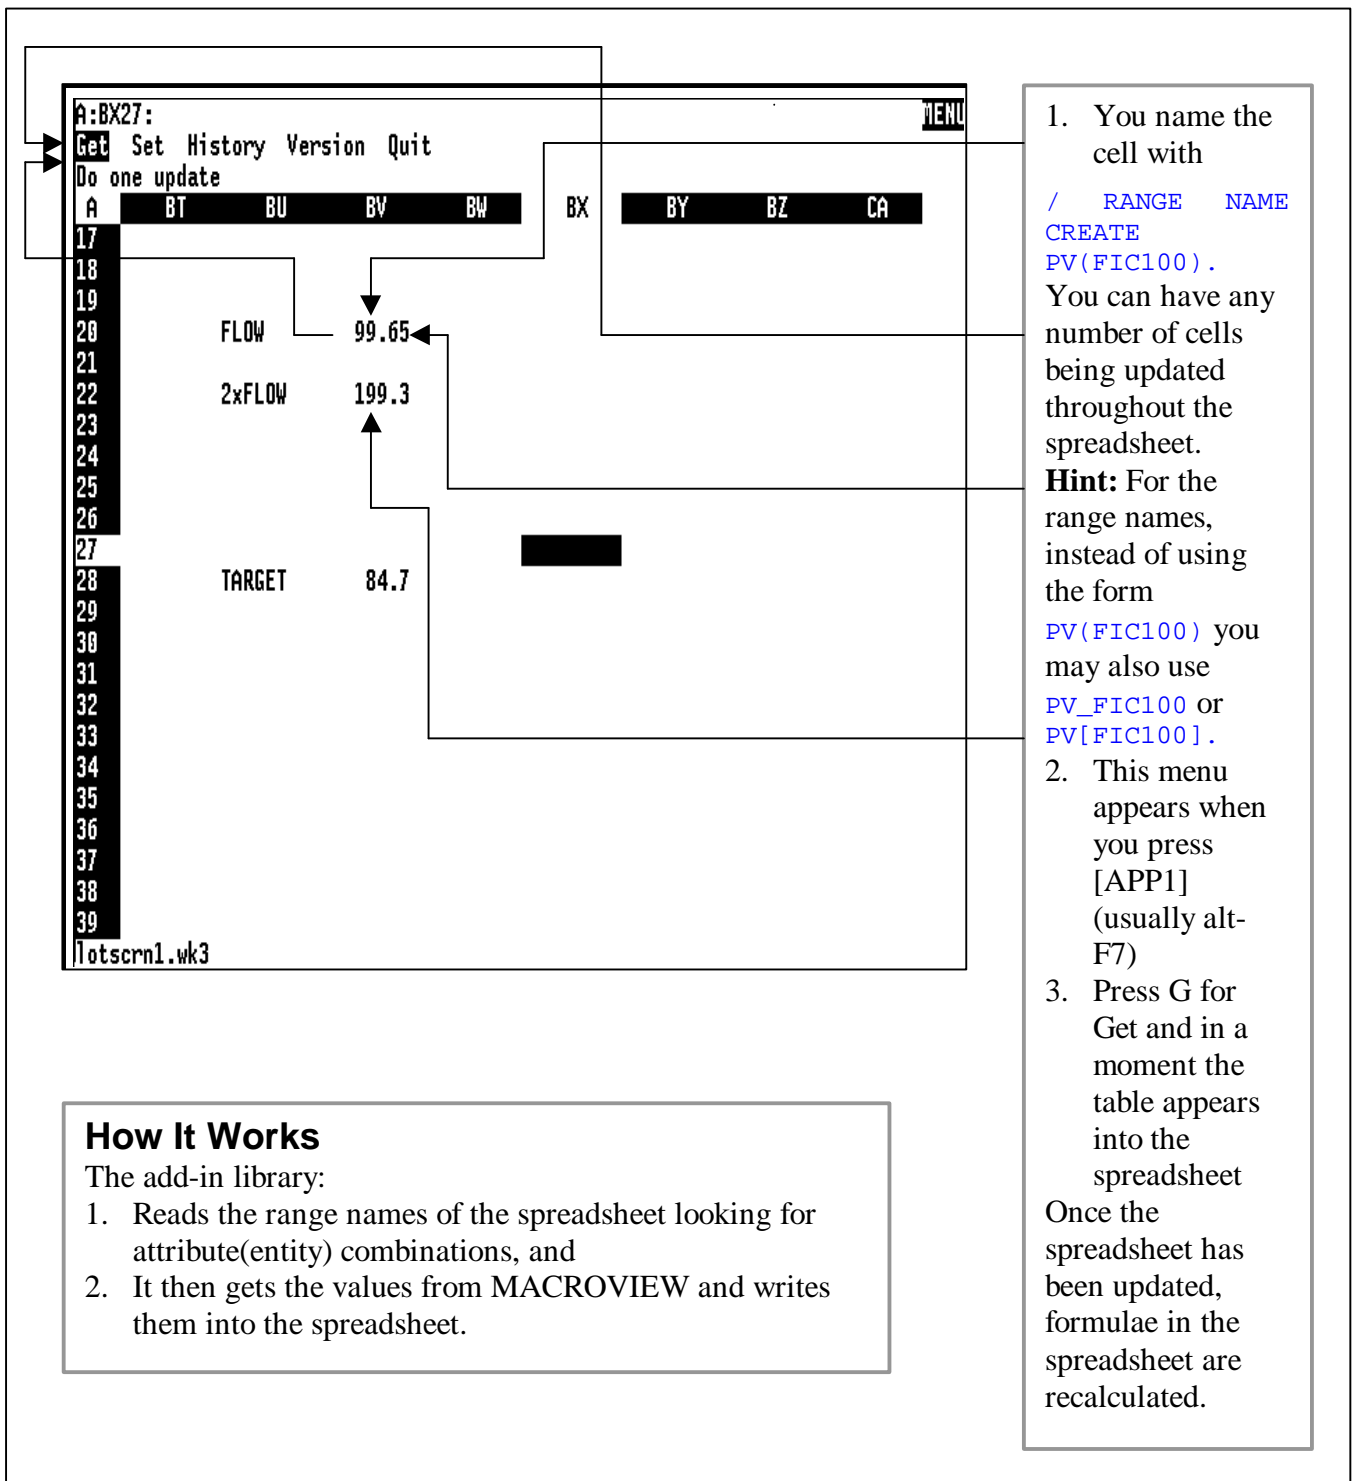 A:BX27: MENU
Get Set History Version Quit
Do one update
A BT BU BV BW BX BY BZ CA
17
18
19
20 FLOW 99.65
21
22 2xFLOW 199.3
23
24
25
26
27
28 TARGET 84.7
29
30
31
32
33
34
35
36
37
38
39
lotscrn1.wk3
1. You name the
cell with
/ RANGE NAME
CREATE
PV(FIC100).
You can have any
number of cells
being updated
throughout the
spreadsheet.
Hint: For the
range names,
instead of using
the form
PV(FIC100) you
may also use
PV_FIC100 or
PV[FIC100].
2. This menu
appears when
you press
[APP1]
(usually alt-
F7)
3. Press G for
Get and in a
moment the
table appears
into the
spreadsheet
Once the
spreadsheet has
been updated,
formulae in the
spreadsheet are
recalculated.
How It Works
The add-in library:
1. Reads the range names of the spreadsheet looking for
attribute(entity) combinations, and
2. It then gets the values from MACROVIEW and writes
them into the spreadsheet.